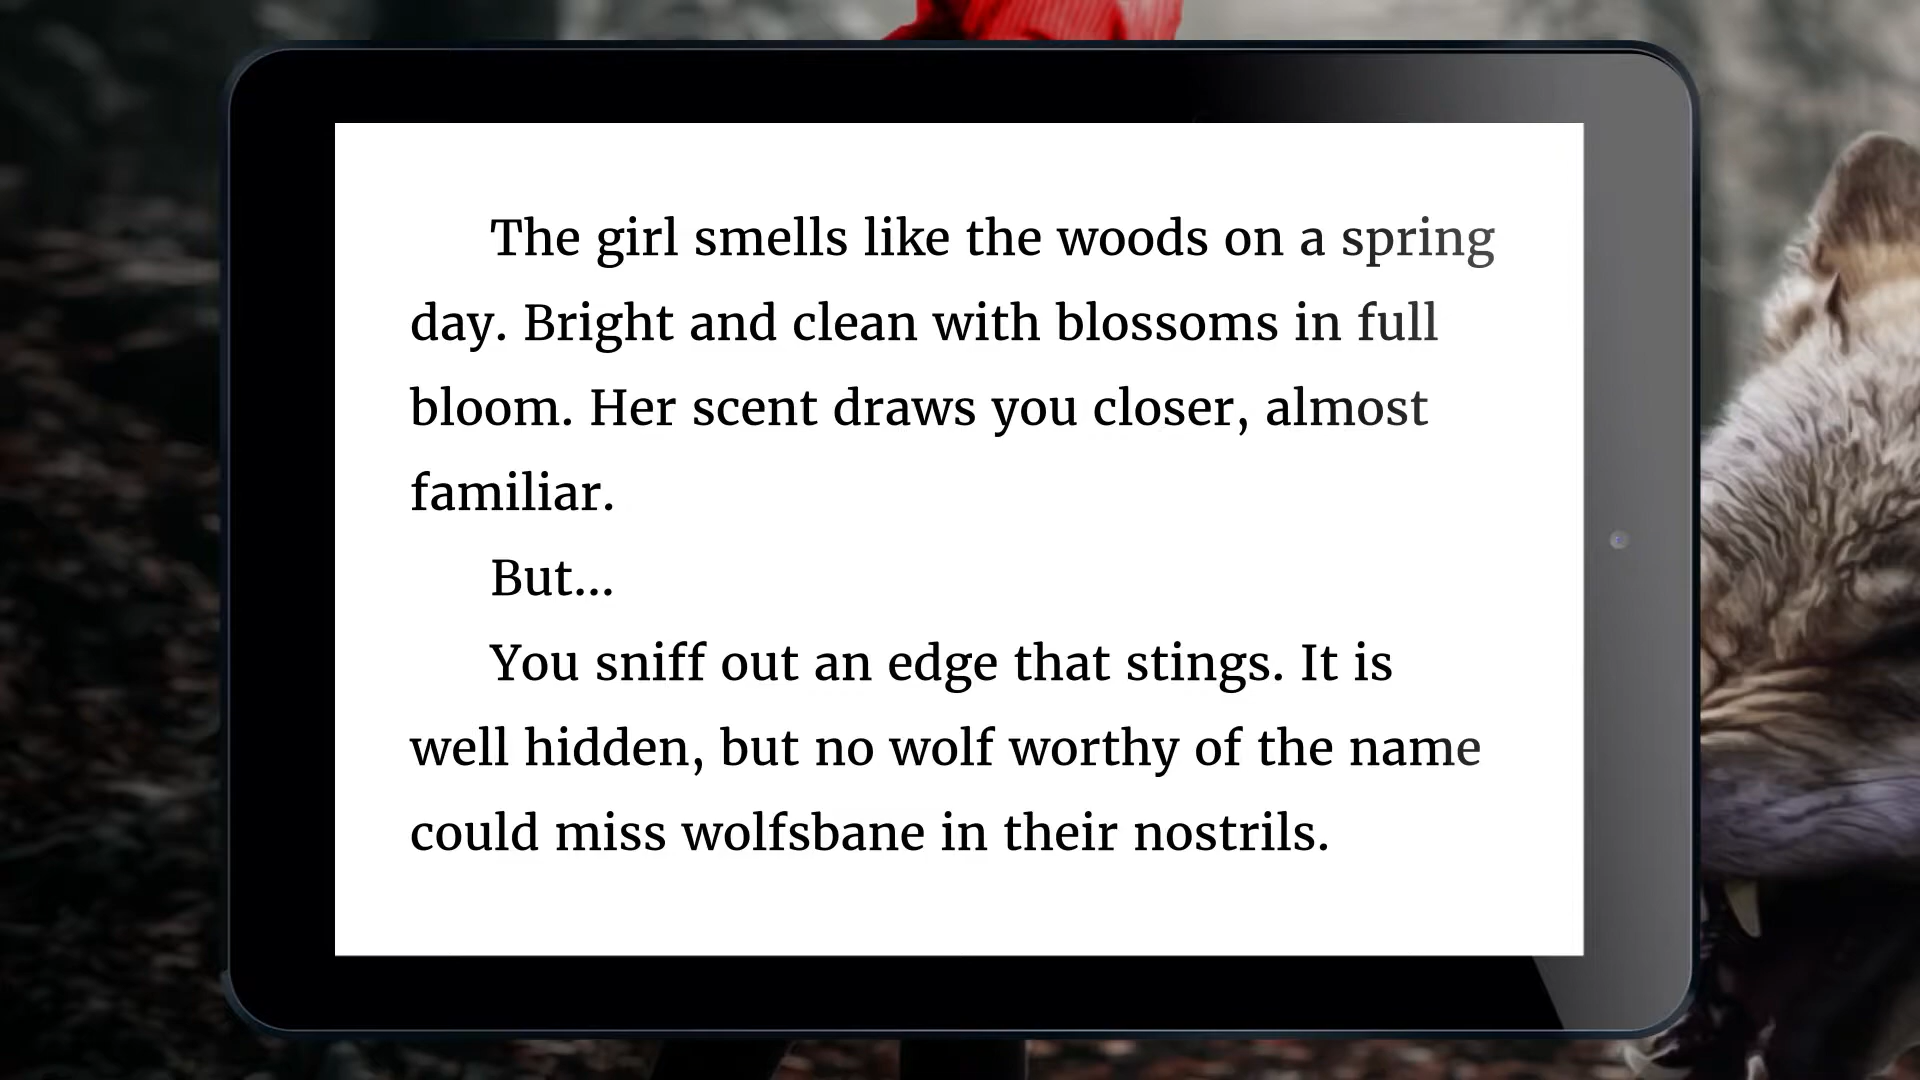 The girl smells like the woods on a spring
day. Bright and clean with blossoms in full
bloom. Her scent draws you closer, almost
familiar.
But...
You sniff out an edge that stings. It is
well hidden, but no wolf worthy of the name
could miss wolfsbane in their nostrils.